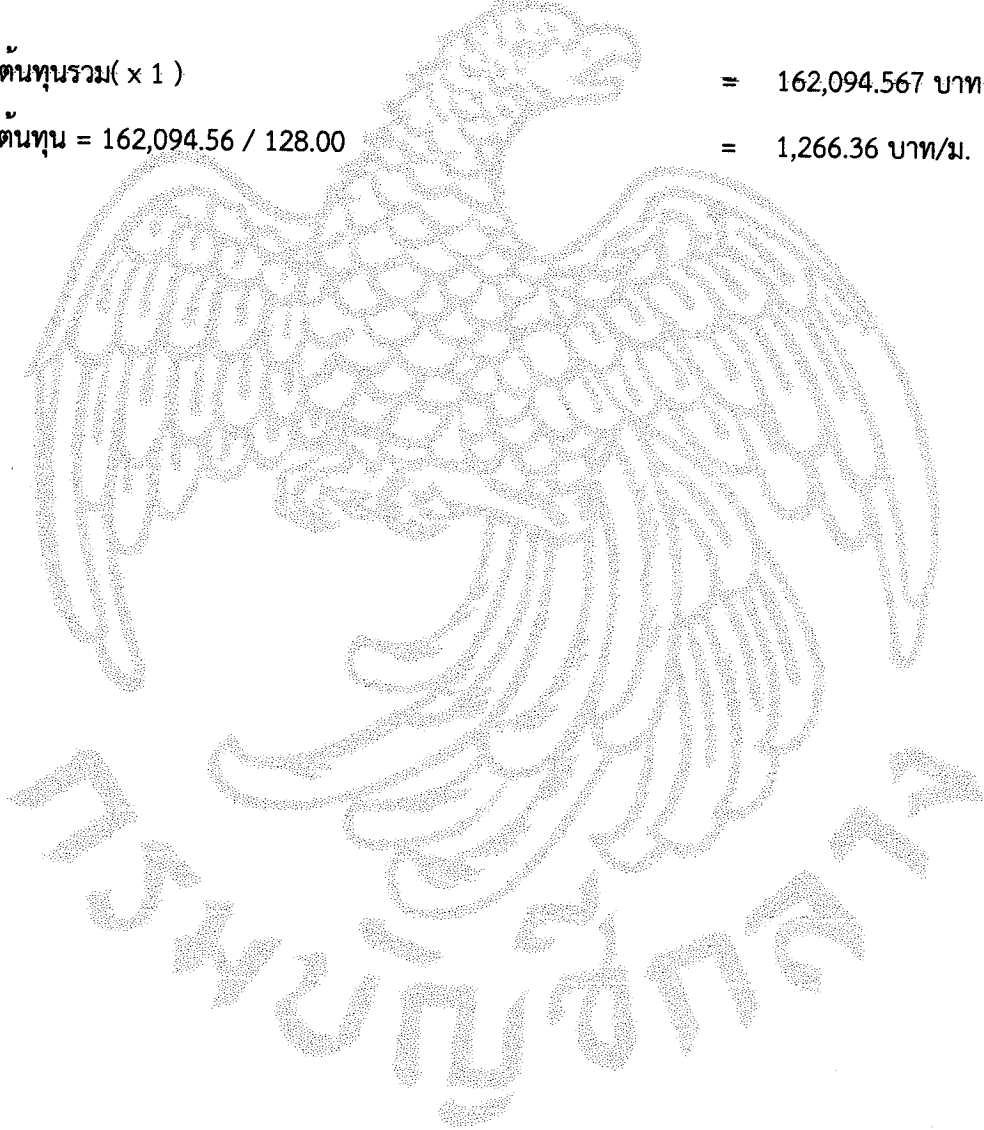 ต้นทุนรวม( x 1 ) = 162,094.567 บาท
ต้นทุน = 162,094.56 / 128.00 = 1,266.36 บาท/ม.
กรมบัญชีกลาง